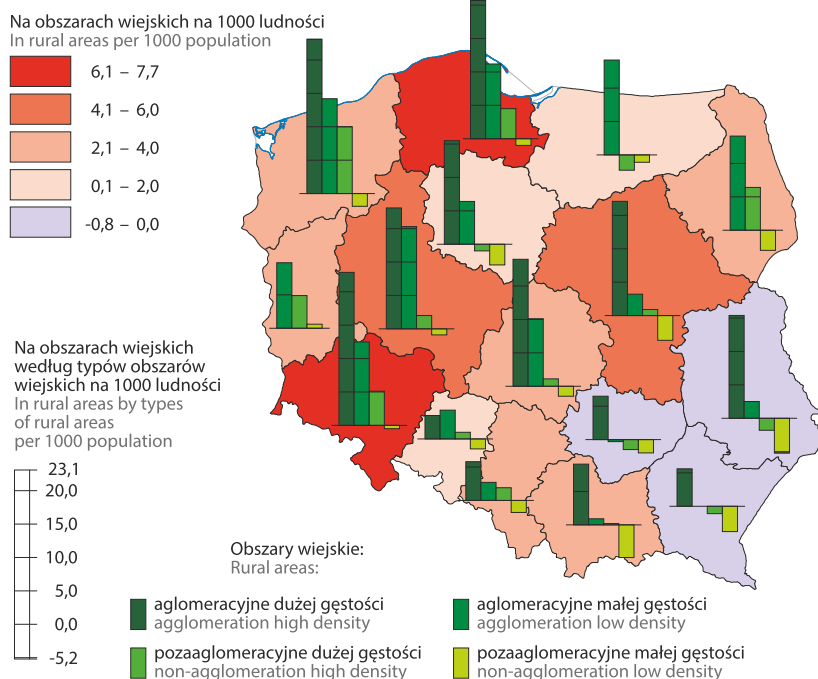 Na obszarach wiejskich na 1000 ludności
In rural areas per 1000 population
6,1 – 7,7
4,1 – 6,0
2,1 – 4,0
0,1 – 2,0
-0,8 – 0,0
Na obszarach wiejskich
według typów obszarów
wiejskich na 1000 ludności
In rural areas by types
of rural areas
per 1000 population
23,1
20,0
15,0
10,0
5,0
0,0
-5,2
Obszary wiejskie:
Rural areas:
aglomeracyjne dużej gęstości
agglomeration high density
aglomeracyjne małej gęstości
agglomeration low density
pozaaglomeracyjne dużej gęstości
non-agglomeration high density
pozaaglomeracyjne małej gęstości
non-agglomeration low density